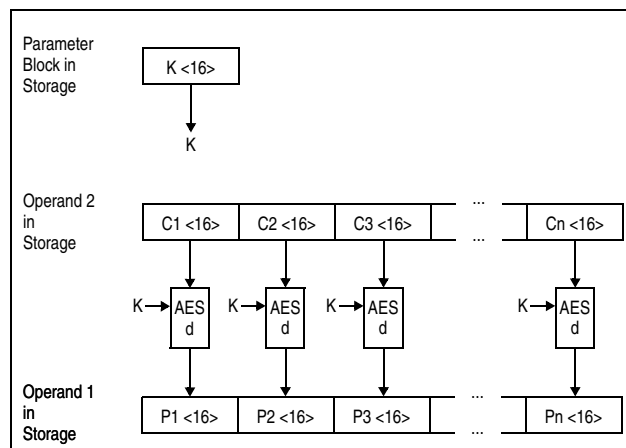 Parameter
Block in
Storage
K <16>
K
Operand 2
in
Storage
...
C1 <16> C2 <16> C3 <16> Cn <16>
...
K AES K AES K AES K AES
d d d d
Operand 1
in
Storage
...
P1 <16> P2 <16> P3 <16> Pn <16>
...